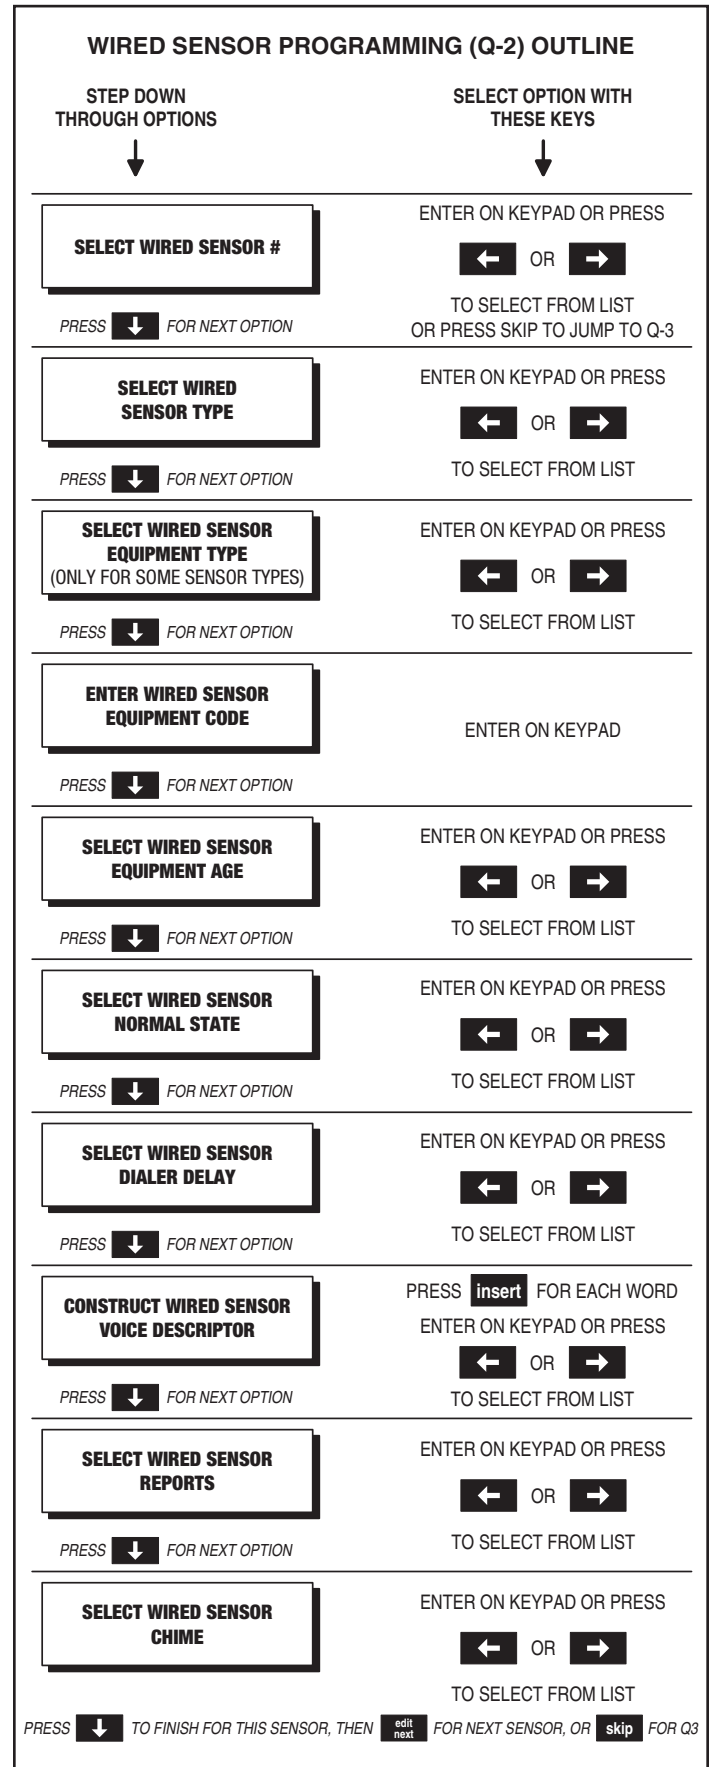 WIRED SENSOR PROGRAMMING (Q-2) OUTLINE
STEP DOWN
THROUGH OPTIONS
SELECT OPTION WITH
THESE KEYS
SELECT WIRED SENSOR #
PRESS FOR NEXT OPTION
ENTER ON KEYPAD OR PRESS
OR
TO SELECT FROM LIST
OR PRESS SKIP TO JUMP TO Q-3
SELECT WIRED
SENSOR TYPE
PRESS FOR NEXT OPTION
ENTER ON KEYPAD OR PRESS
OR
TO SELECT FROM LIST
SELECT WIRED SENSOR
EQUIPMENT TYPE
(ONLY FOR SOME SENSOR TYPES)
PRESS FOR NEXT OPTION
ENTER ON KEYPAD OR PRESS
OR
TO SELECT FROM LIST
ENTER WIRED SENSOR
EQUIPMENT CODE
PRESS FOR NEXT OPTION
ENTER ON KEYPAD
SELECT WIRED SENSOR
EQUIPMENT AGE
PRESS FOR NEXT OPTION
ENTER ON KEYPAD OR PRESS
OR
TO SELECT FROM LIST
SELECT WIRED SENSOR
NORMAL STATE
PRESS FOR NEXT OPTION
ENTER ON KEYPAD OR PRESS
OR
TO SELECT FROM LIST
SELECT WIRED SENSOR
DIALER DELAY
PRESS FOR NEXT OPTION
ENTER ON KEYPAD OR PRESS
OR
TO SELECT FROM LIST
CONSTRUCT WIRED SENSOR
VOICE DESCRIPTOR
PRESS FOR NEXT OPTION
PRESS insert FOR EACH WORD
ENTER ON KEYPAD OR PRESS
OR
TO SELECT FROM LIST
SELECT WIRED SENSOR
REPORTS
PRESS FOR NEXT OPTION
ENTER ON KEYPAD OR PRESS
OR
TO SELECT FROM LIST
SELECT WIRED SENSOR
CHIME
ENTER ON KEYPAD OR PRESS
OR
TO SELECT FROM LIST
PRESS TO FINISH FOR THIS SENSOR, THEN edit next FOR NEXT SENSOR, OR skip FOR Q3